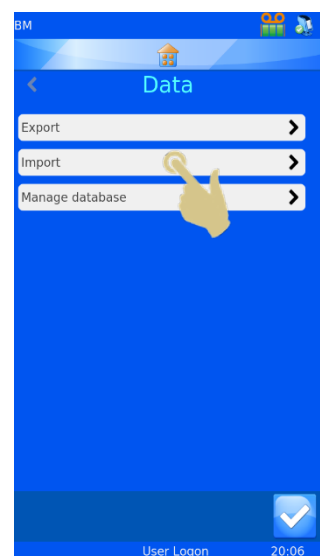 BM
Data
Export
Import
Manage database
User Logon 20:06